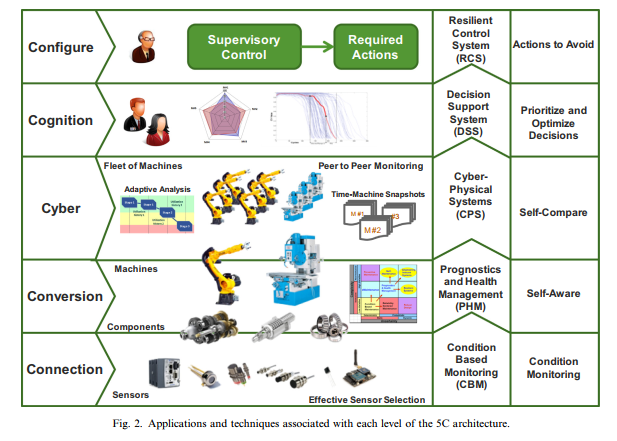 Configure
Supervisory
Control
Required
Actions
Resilient
Control
System
(RCS)
Actions to Avoid
Cognition
Decision
Support
System
(DSS)
Prioritize and
Optimize
Decisions
Cyber
Fleet of Machines
Peer to Peer Monitoring
Adaptive Analysis
Time-Machine Snapshots
M #1
#3
M #2
Cyber-
Physical
Systems
(CPS)
Self-Compare
Conversion
Machines
Components
Prognostics
and Health
Management
(PHM)
Self-Aware
Connection
Sensors
Effective Sensor Selection
Condition
Based
Monitoring
(CBM)
Condition
Monitoring
Fig. 2. Applications and techniques associated with each level of the 5C architecture.